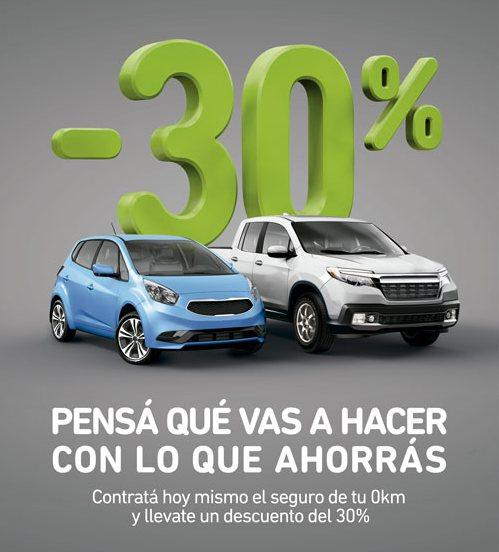 -30%
PENSÁ QUÉ VAS A HACER
CON LO QUE AHORRÁS
Contratá hoy mismo el seguro de tu 0km
y llevate un descuento del 30%